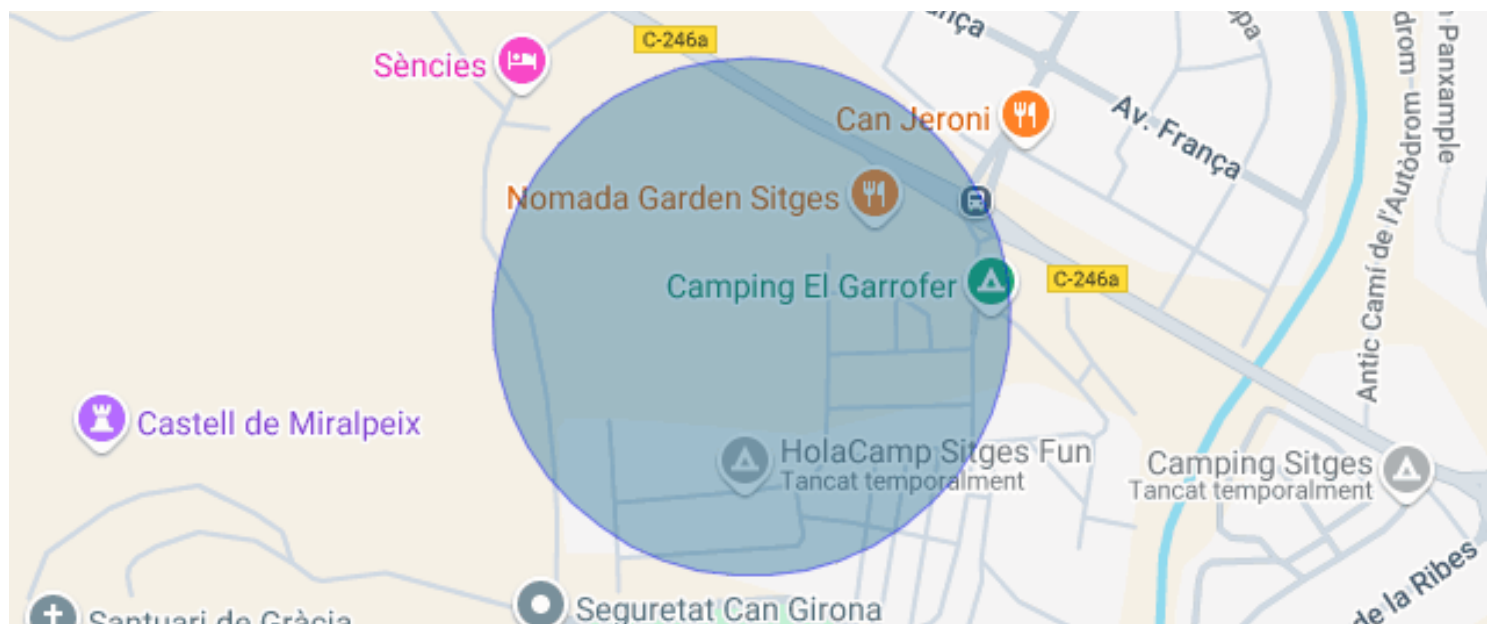 C-246a
Sències
Can Jeroni
Av. França
Nomada Garden Sitges
Camping El Garrofer
C-246a
Castell de Miralpeix
HolaCamp Sitges Fun
Tancat temporalment
Camping Sitges
Tancat temporalment
Antic Camí de l'Autòdrom
Panxample
Seguretat Can Girona
Santuari de Gràcia
de la Ribes